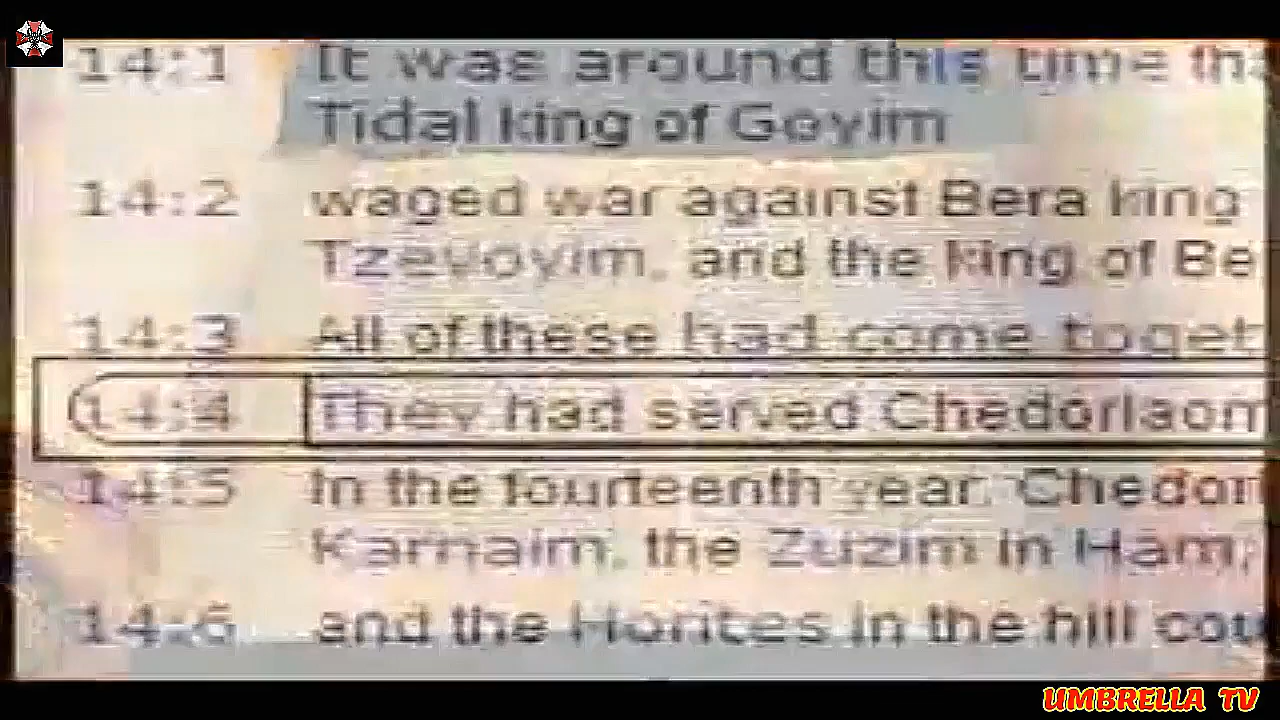 14:1 It was around this time tha
Tidal king of Goyim
14:2 waged war against Bera king
Tzevoyim, and the king of Be
14:3 All of these had come toget
14:4 They had served Chedorlaom
14:5 In the fourteenth year, Chedorl
Karnaim, the Zuzim in Ham,
14:6 and the Horites in the hill cou
UMBRELLA TV